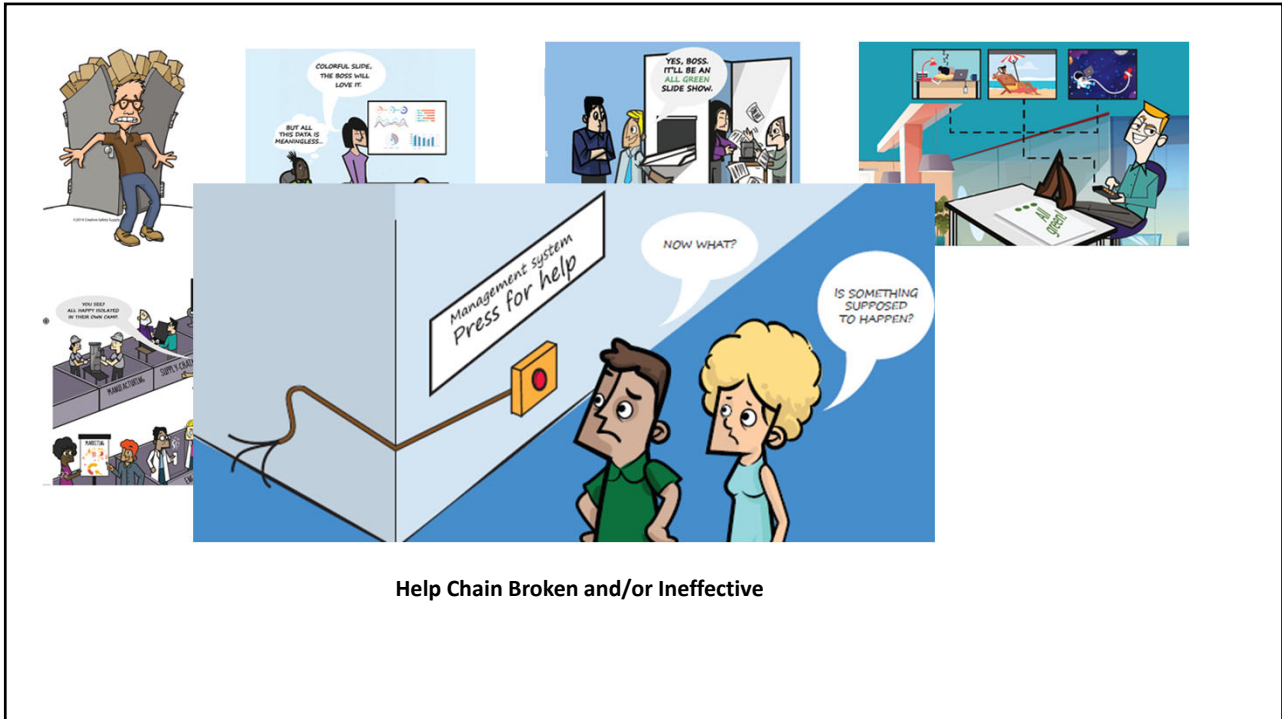 COLORFUL SLIDE,
THE BOSS WILL
LOVE IT.
BUT ALL
THIS DATA IS
MEANINGLESS...
YES, BOSS.
IT'LL BE AN
ALL GREEN
SLIDE SHOW.
All
green!
YOU SEE?
ALL HAPPY ISOLATED
IN THEIR OWN CAMP.
MANUFACTURING
SUPPLY-CHAIN
MARKETING
Management system
Press for help
NOW WHAT?
IS SOMETHING
SUPPOSED
TO HAPPEN?
Help Chain Broken and/or Ineffective